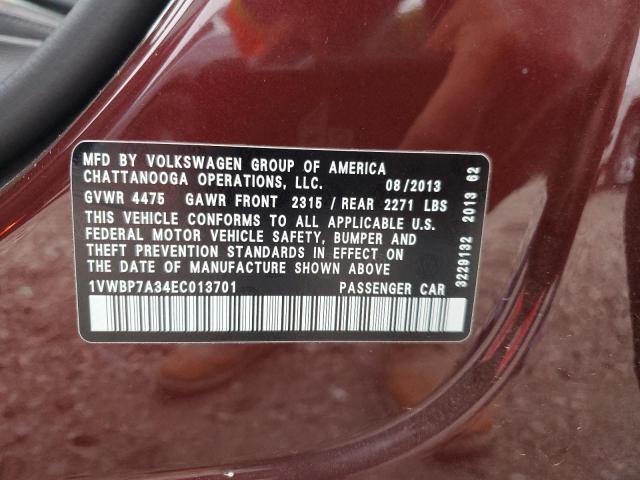 MFD BY VOLKSWAGEN GROUP OF AMERICA
CHATTANOOGA OPERATIONS, LLC. 08/2013
GVWR 4475 GAWR FRONT 2315 / REAR 2271 LBS
THIS VEHICLE CONFORMS TO ALL APPLICABLE U.S.
FEDERAL MOTOR VEHICLE SAFETY, BUMPER AND
THEFT PREVENTION STANDARDS IN EFFECT ON
THE DATE OF MANUFACTURE SHOWN ABOVE
1VWBP7A34EC013701 PASSENGER CAR
3229132 2013 62